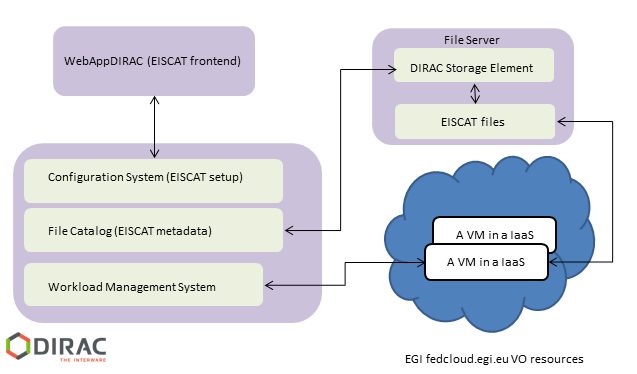 WebAppDIRAC (EISCAT frontend)
File Server
DIRAC Storage Element
EISCAT files
Configuration System (EISCAT setup)
File Catalog (EISCAT metadata)
Workload Management System
A VM in a IaaS
A VM in a IaaS
DIRAC
THE INTERWARE
EGI fedcloud.egi.eu VO resources